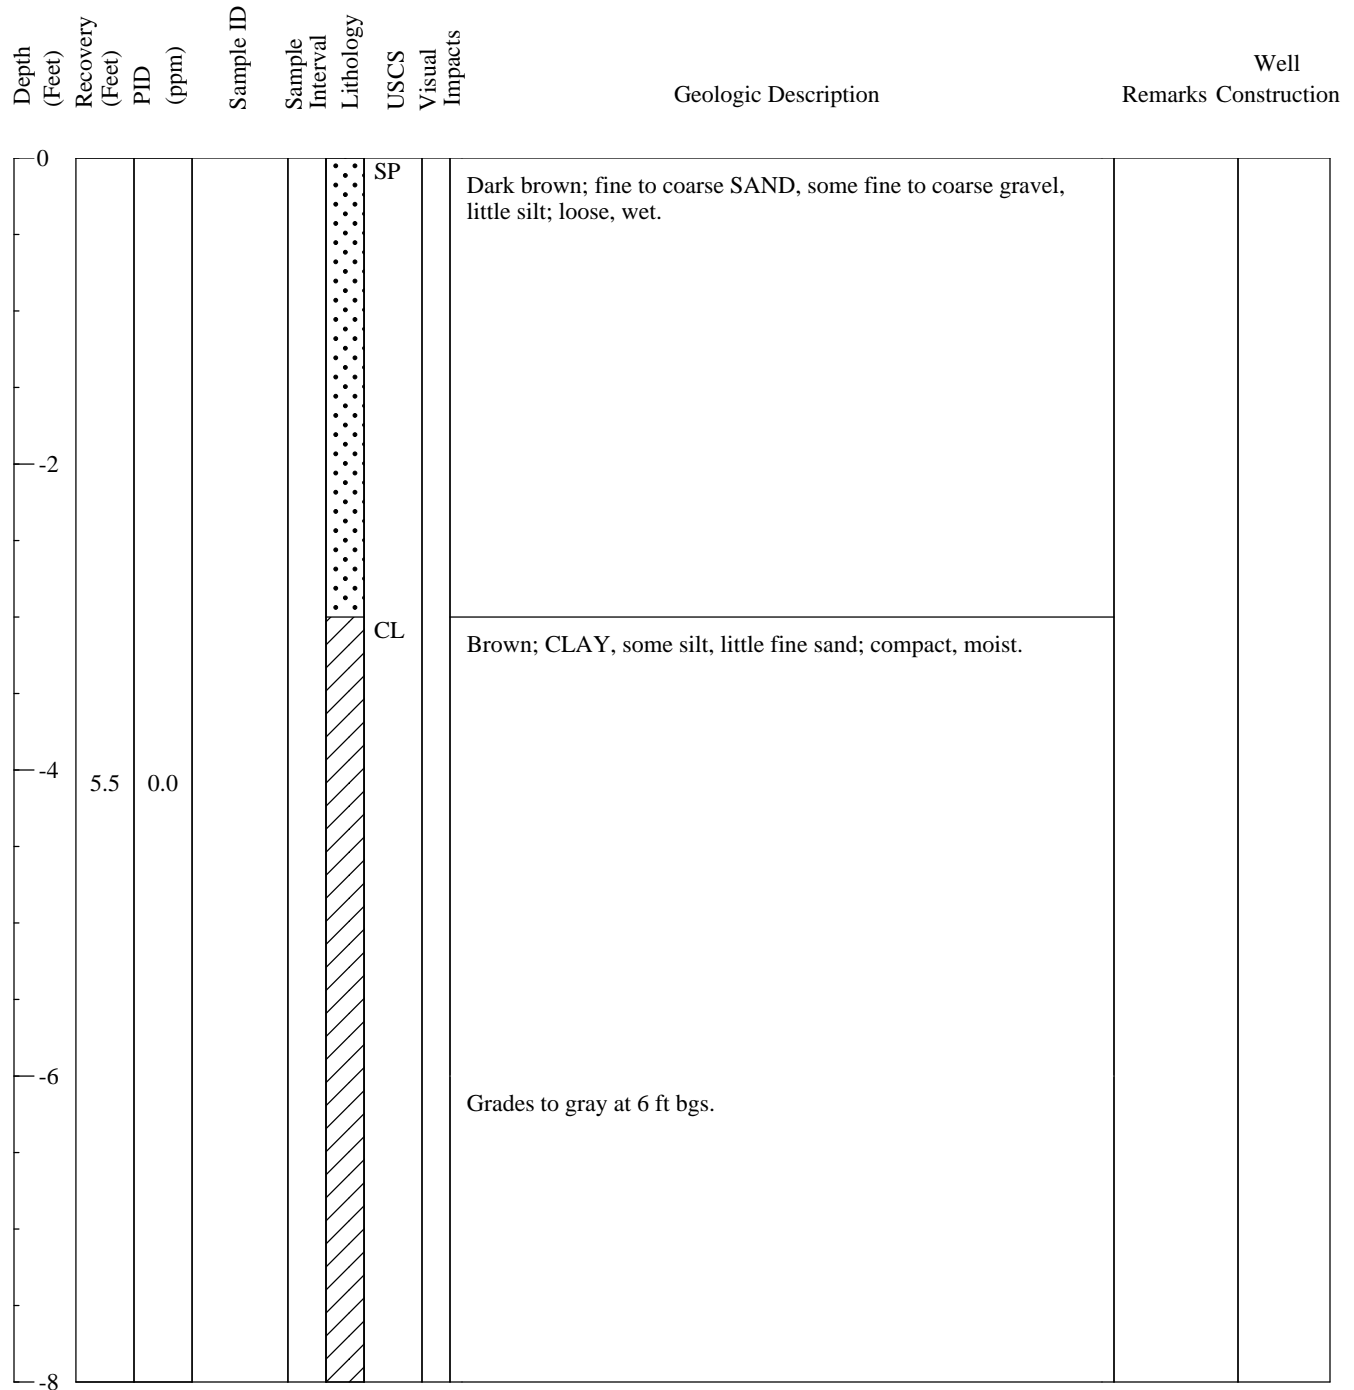 Depth
(Feet)
Recovery
(Feet)
PID
(ppm)
Sample ID
Sample
Interval
Lithology
USCS
Visual
Impacts
Geologic Description
Remarks
Well
Construction
0
SP
Dark brown; fine to coarse SAND, some fine to coarse gravel,
little silt; loose, wet.
-2
CL
Brown; CLAY, some silt, little fine sand; compact, moist.
-4
5.5
0.0
-6
Grades to gray at 6 ft bgs.
-8